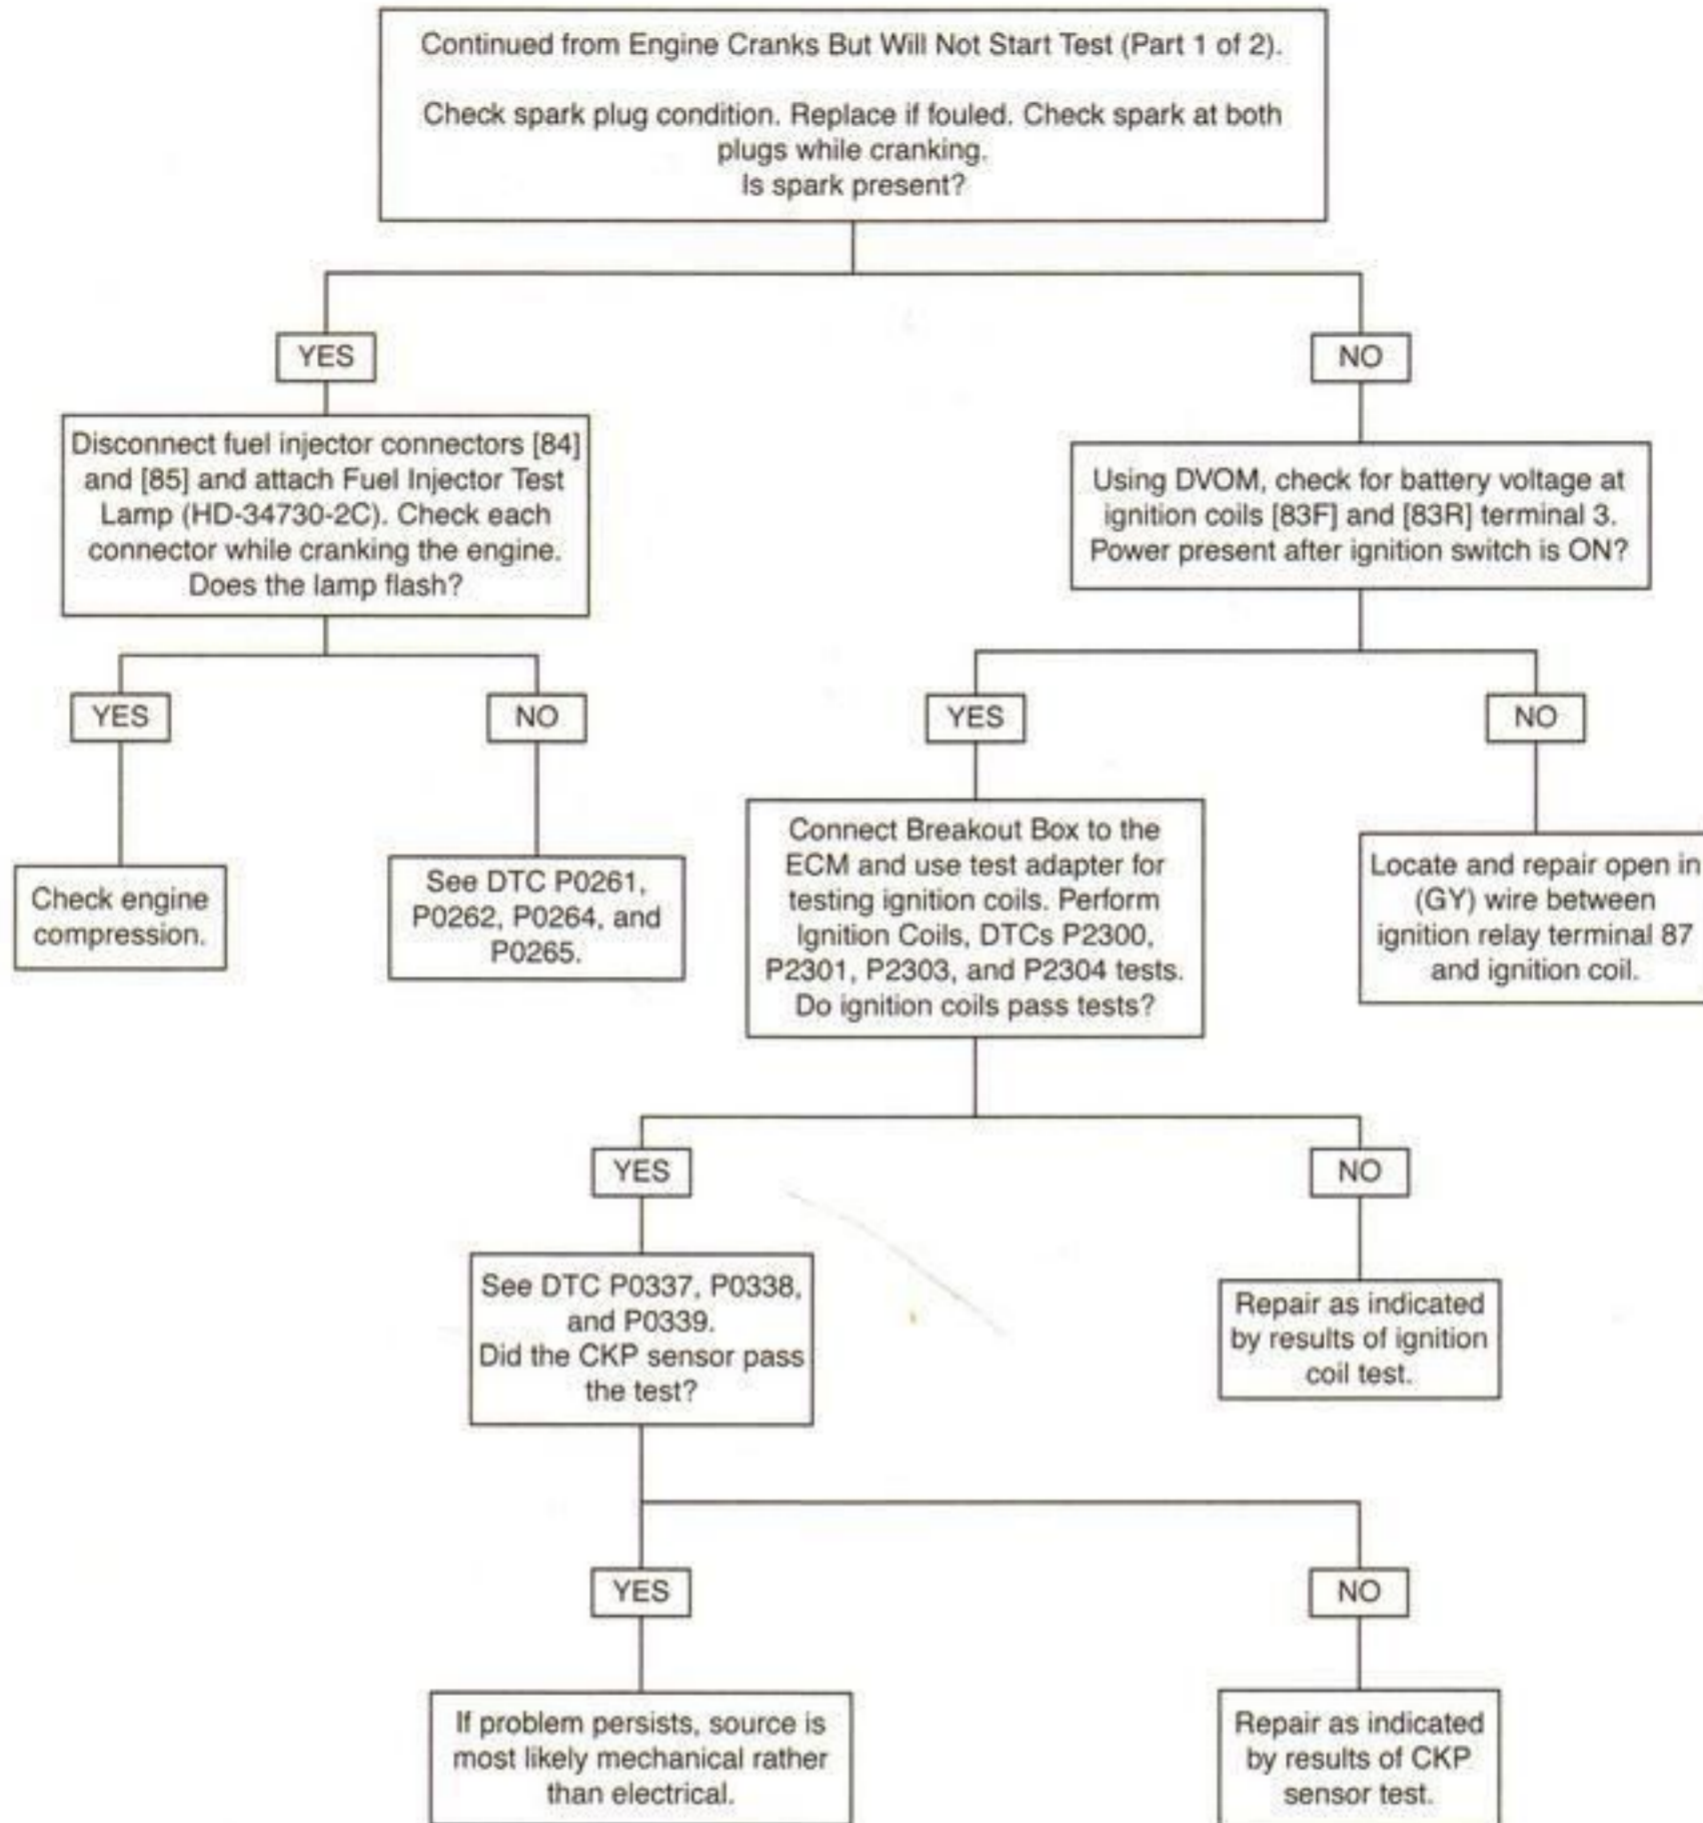 Continued from Engine Cranks But Will Not Start Test (Part 1 of 2).
Check spark plug condition. Replace if fouled. Check spark at both
plugs while cranking.
Is spark present?
YES
NO
Disconnect fuel injector connectors [84]
and [85] and attach Fuel Injector Test
Lamp (HD-34730-2C). Check each
connector while cranking the engine.
Does the lamp flash?
Using DVOM, check for battery voltage at
ignition coils [83F] and [83R] terminal 3.
Power present after ignition switch is ON?
YES
NO
YES
NO
Check engine
compression.
See DTC P0261,
P0262, P0264, and
P0265.
Connect Breakout Box to the
ECM and use test adapter for
testing ignition coils. Perform
Ignition Coils, DTCs P2300,
P2301, P2303, and P2304 tests.
Do ignition coils pass tests?
Locate and repair open in
(GY) wire between
ignition relay terminal 87
and ignition coil.
YES
NO
See DTC P0337, P0338,
and P0339.
Did the CKP sensor pass
the test?
Repair as indicated
by results of ignition
coil test.
YES
NO
If problem persists, source is
most likely mechanical rather
than electrical.
Repair as indicated
by results of CKP
sensor test.